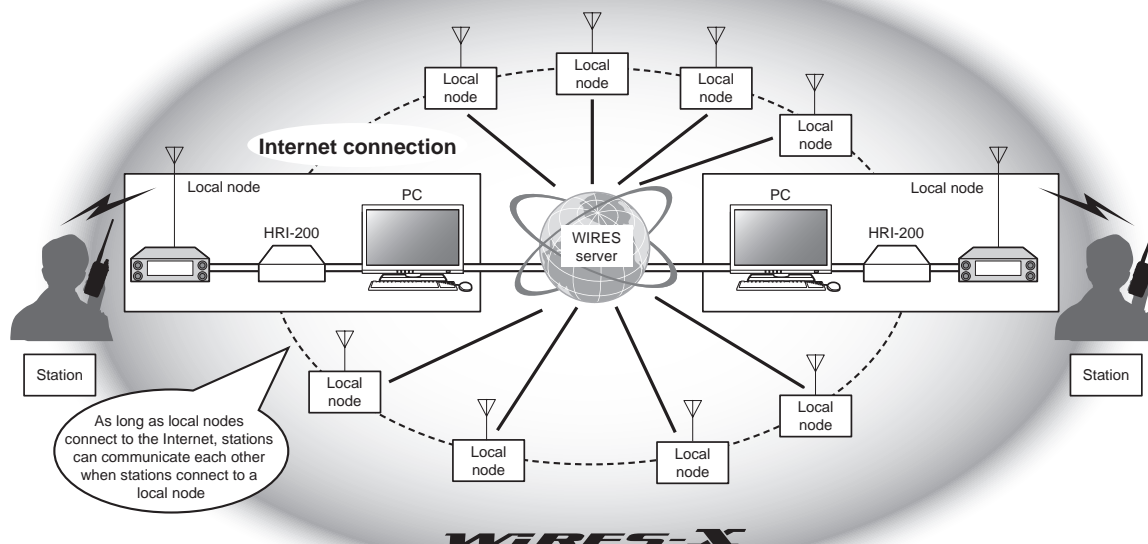 Local
node
Local
node
Local
node
Local
node
Internet connection
Local node
PC
HRI-200
WIRES
server
PC
Local node
HRI-200
Station
Station
Local
node
Local
node
Local
node
Local
node
As long as local nodes
connect to the Internet, stations
can communicate each other
when stations connect to a
local node
WiRES-X